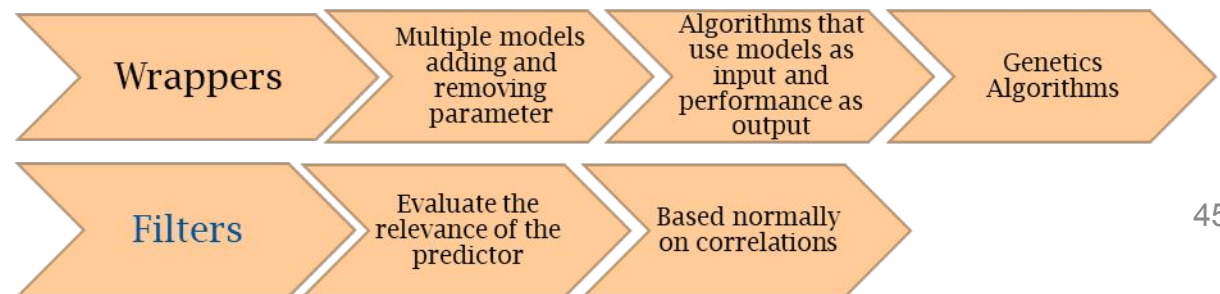 Wrappers
Multiple models
adding and
removing
parameter
Algorithms that
use models as
input and
performance as
output
Genetics
Algorithms
Filters
Evaluate the
relevance of the
predictor
Based normally
on correlations
45